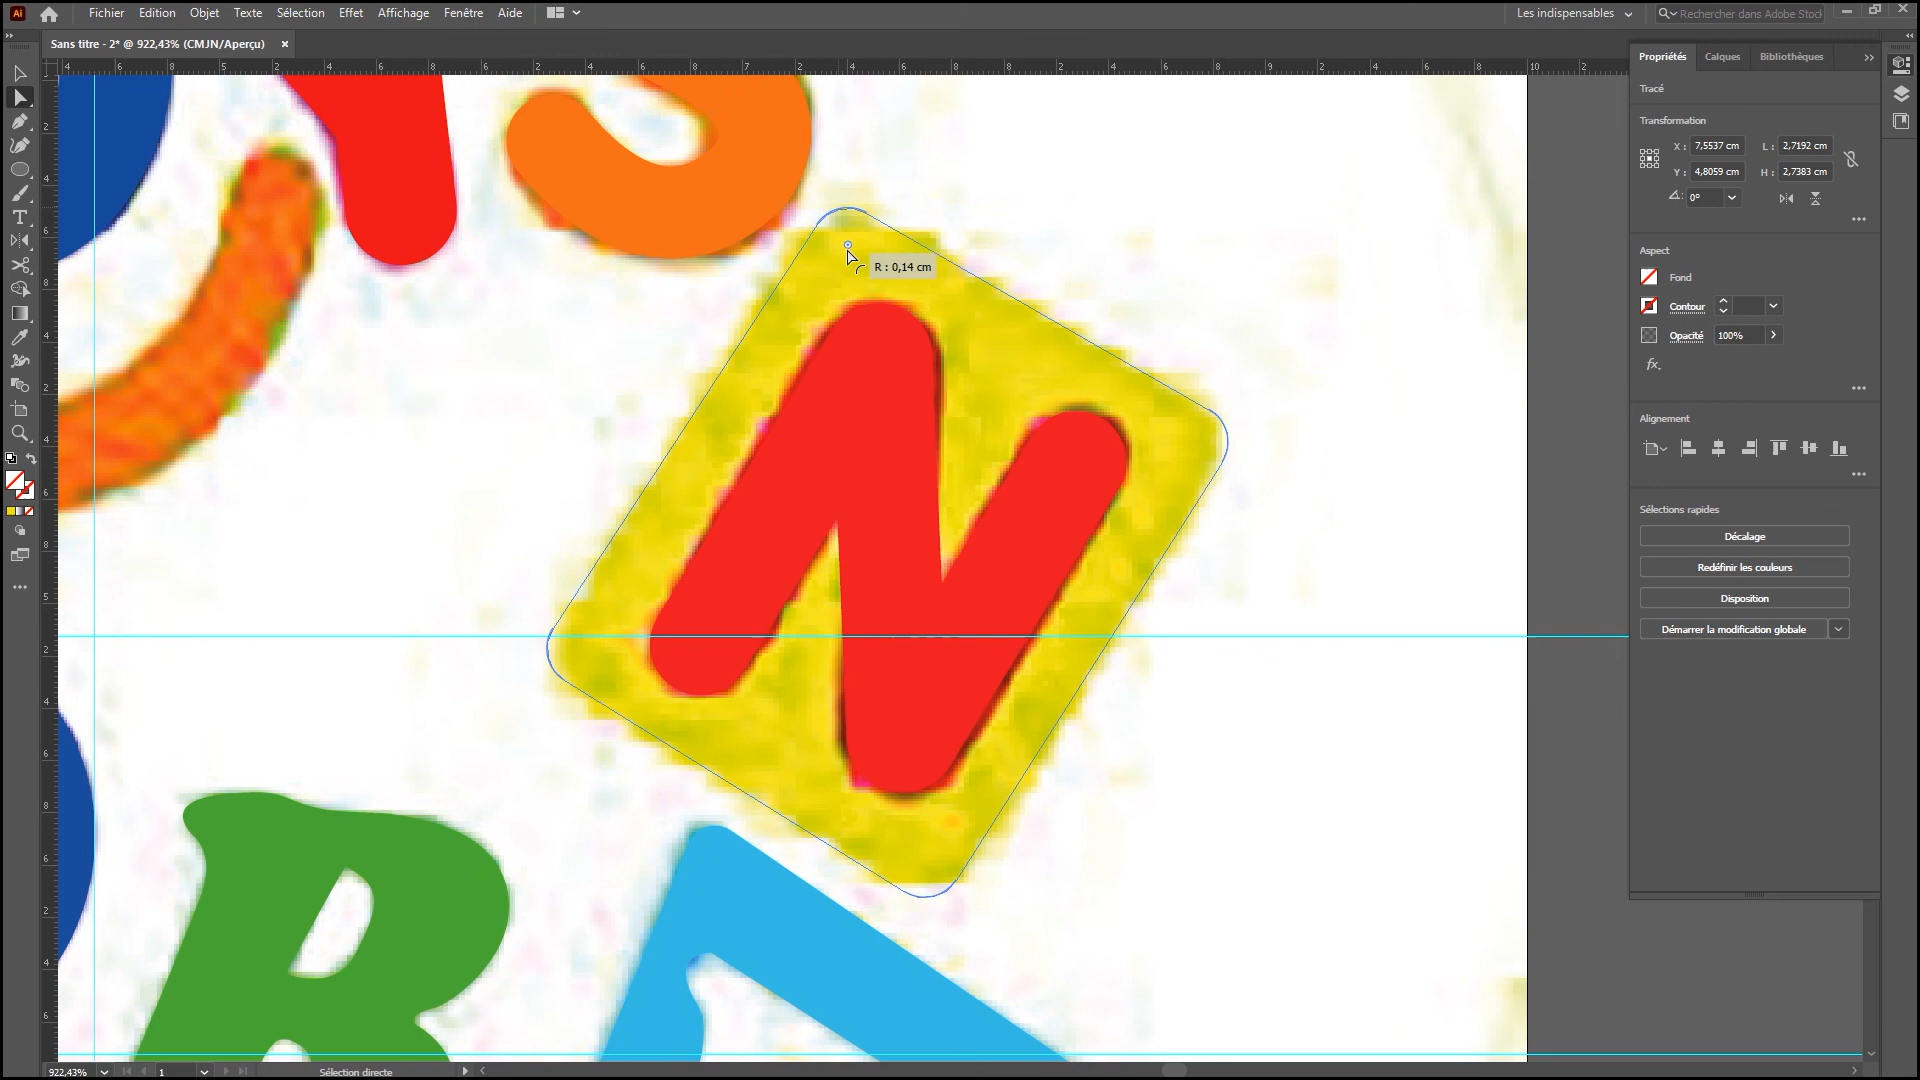 Ai Fichier Edition Objet Texte Sélection Effet Affichage Fenêtre Aide Les indispensables Rechercher dans Adobe Stock
Sans titre - 2* @ 922,43% (CMJN/Aperçu) ×
Propriétés Calques Bibliothèques
Tracé
Transformation
X : 7,5537 cm L : 2,7192 cm
Y : 4,8059 cm H : 2,7383 cm
0°
Aspect
Fond
Contour
Opacité 100%
fx.
Alignement
Sélections rapides
Décalage
Redéfinir les couleurs
Disposition
Démarrer la modification globale
R : 0,14 cm
N
R
922,43% 1 Sélection directe